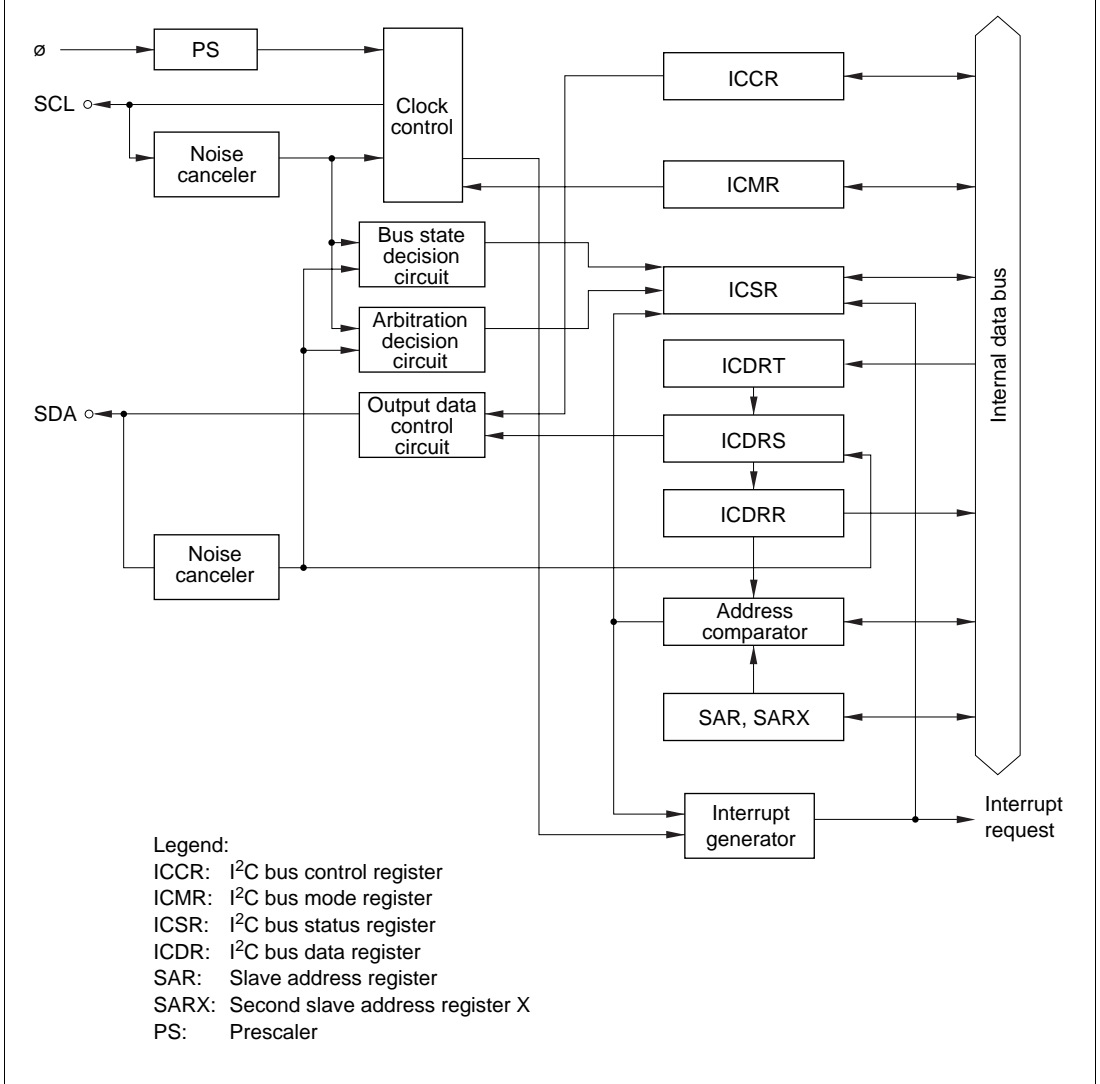 ø
PS
SCL
Clock
control
Noise
canceler
ICCR
ICMR
Bus state
decision
circuit
ICSR
Arbitration
decision
circuit
ICDRT
SDA
Output data
control
circuit
ICDRS
ICDRR
Noise
canceler
Address
comparator
SAR, SARX
Internal data bus
Interrupt
generator
Interrupt
request
Legend:
ICCR: I²C bus control register
ICMR: I²C bus mode register
ICSR: I²C bus status register
ICDR: I²C bus data register
SAR: Slave address register
SARX: Second slave address register X
PS: Prescaler